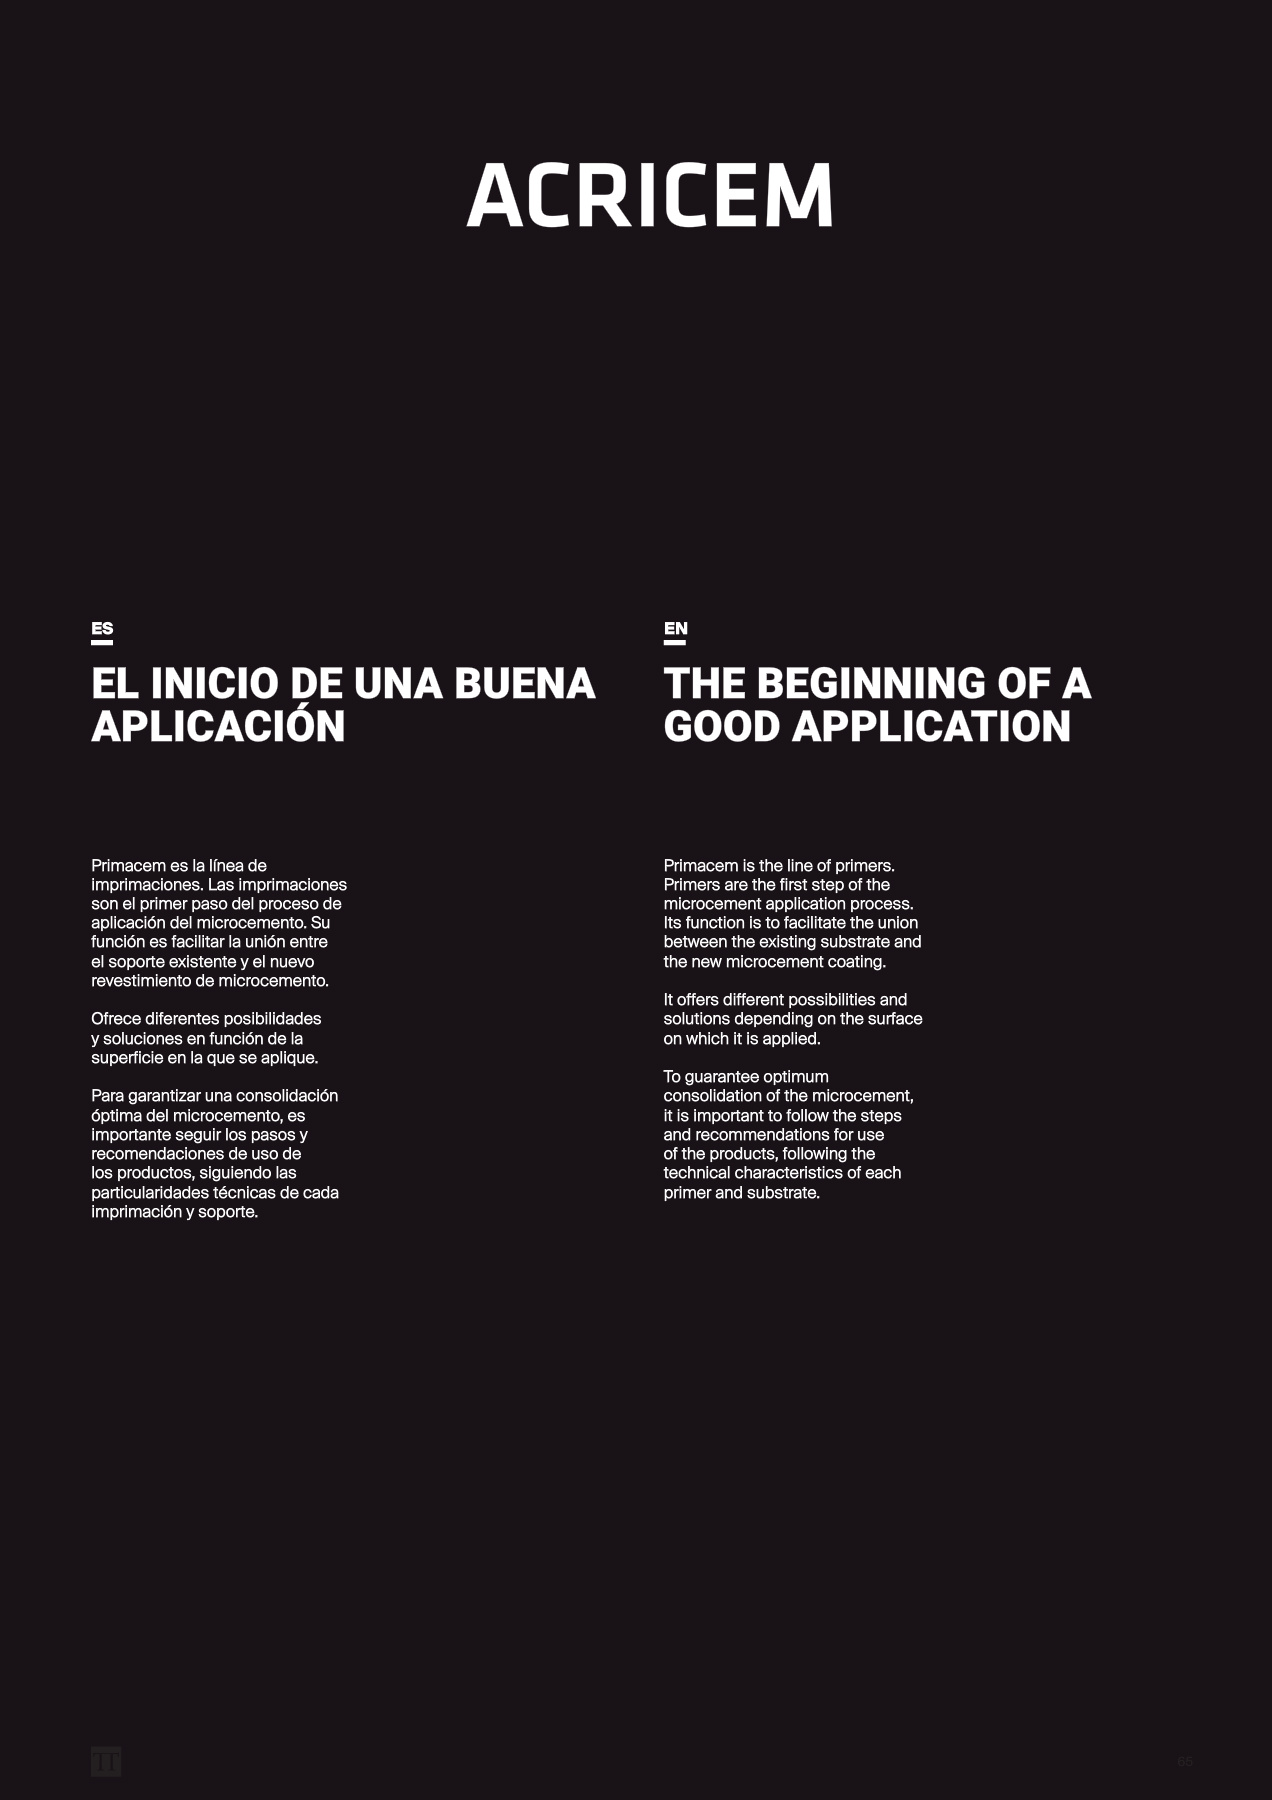 ACRICEM
ES
EL INICIO DE UNA BUENA
APLICACIÓN
Primacem es la línea de
imprimaciones. Las imprimaciones
son el primer paso del proceso de
aplicación del microcemento. Su
función es facilitar la unión entre
el soporte existente y el nuevo
revestimiento de microcemento.
Ofrece diferentes posibilidades
y soluciones en función de la
superficie en la que se aplique.
Para garantizar una consolidación
óptima del microcemento, es
importante seguir los pasos y
recomendaciones de uso de
los productos, siguiendo las
particularidades técnicas de cada
imprimación y soporte.
EN
THE BEGINNING OF A
GOOD APPLICATION
Primacem is the line of primers.
Primers are the first step of the
microcement application process.
Its function is to facilitate the union
between the existing substrate and
the new microcement coating.
It offers different possibilities and
solutions depending on the surface
on which it is applied.
To guarantee optimum
consolidation of the microcement,
it is important to follow the steps
and recommendations for use
of the products, following the
technical characteristics of each
primer and substrate.